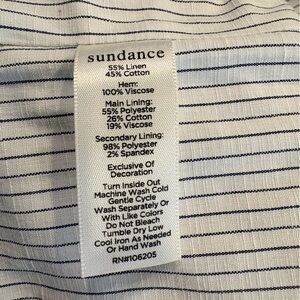 sundance
55% Linen
45% Cotton
Hem:
100% Viscose
Main Lining:
55% Polyester
26% Cotton
19% Viscose
Secondary Lining:
98% Polyester
2% Spandex
Exclusive Of
Decoration
Turn Inside Out
Machine Wash Cold
Gentle Cycle
Wash Separately Or
With Like Colors
Do Not Bleach
Tumble Dry Low
Cool Iron As Needed
Or Hand Wash
RN#106205